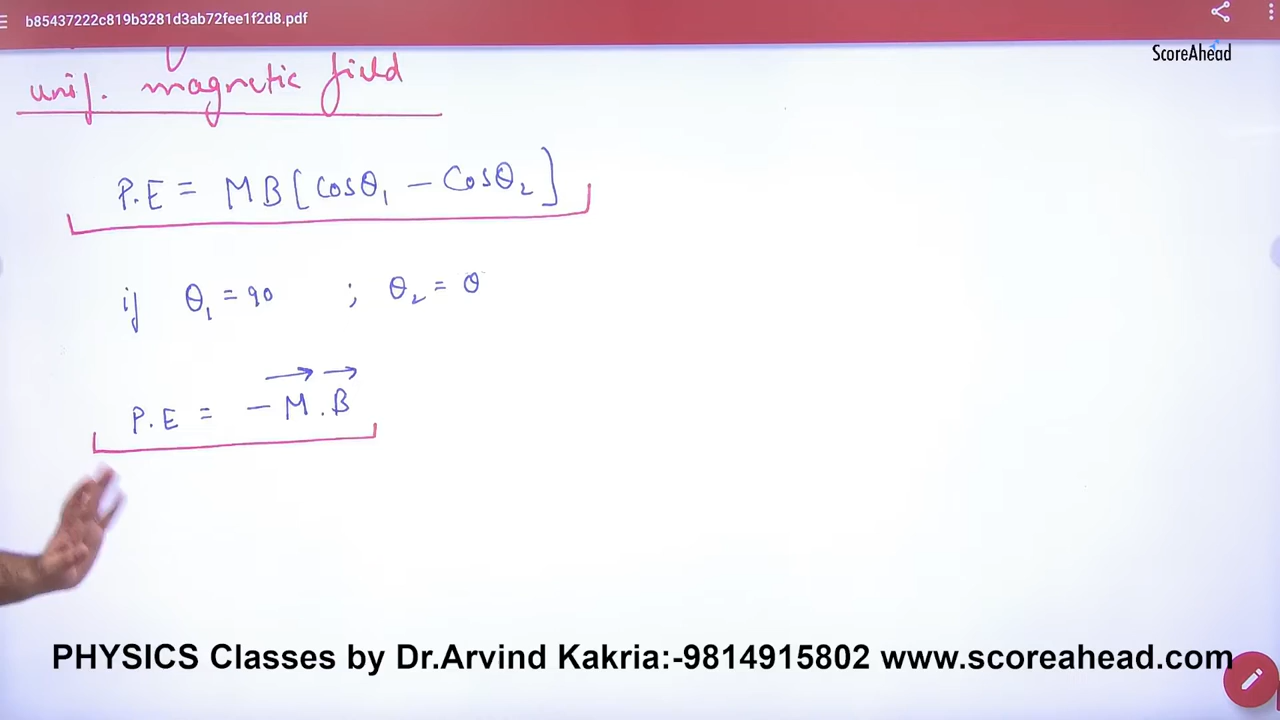 b85437222c819b3281d3ab72fee1f2d8.pdf
ScoreAhead
unif. magnetic field
P.E = MB[Cosθ₁ − Cosθ₂]
if θ₁ = 90 ; θ₂ = θ
P.E = − M⃗ . B⃗
PHYSICS Classes by Dr.Arvind Kakria:-9814915802 www.scoreahead.com